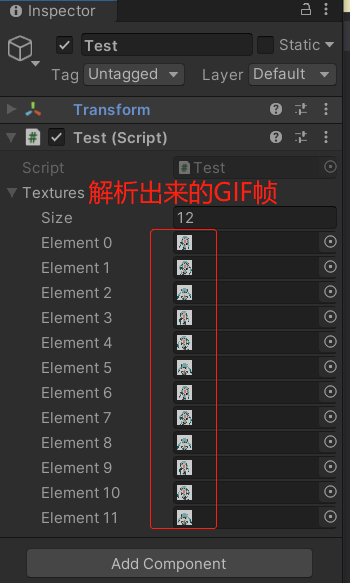 Inspector
Test
Static
Tag Untagged Layer Default
Transform
Test (Script)
Script Test
Textures 解析出来的GIF帧
Size 12
Element 0
Element 1
Element 2
Element 3
Element 4
Element 5
Element 6
Element 7
Element 8
Element 9
Element 10
Element 11
Add Component